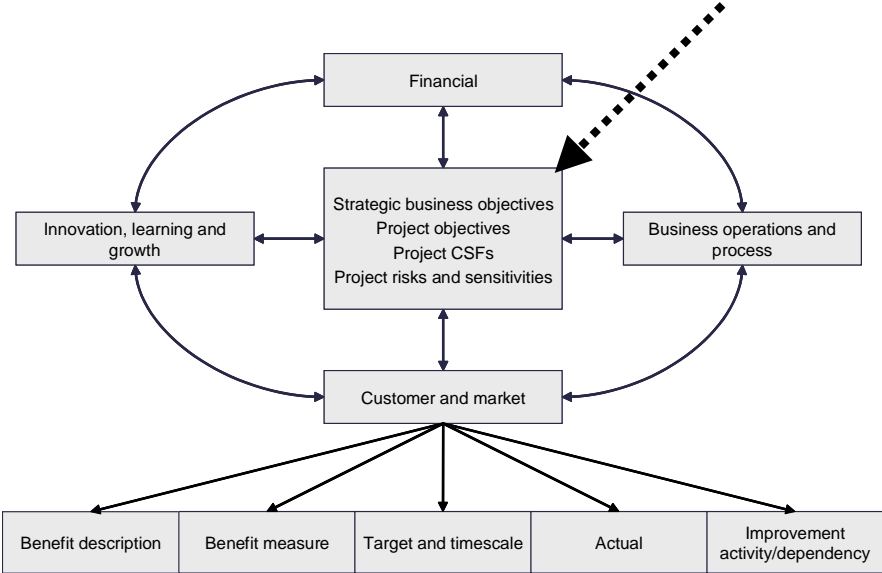 Financial
Strategic business objectives
Project objectives
Project CSFs
Project risks and sensitivities
Innovation, learning and
growth
Business operations and
process
Customer and market
Benefit description
Benefit measure
Target and timescale
Actual
Improvement
activity/dependency